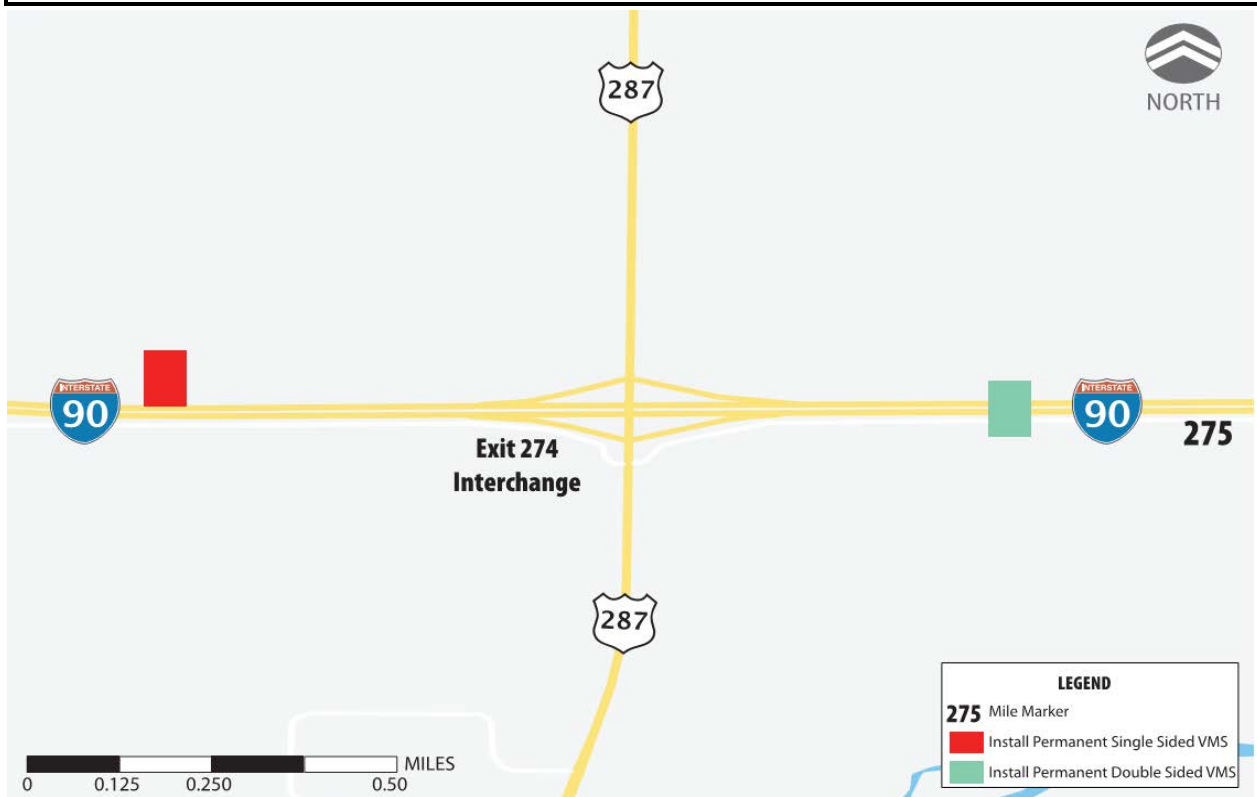 287
NORTH
INTERSTATE
90
INTERSTATE
90
275
Exit 274
Interchange
287
LEGEND
275 Mile Marker
Install Permanent Single Sided VMS
Install Permanent Double Sided VMS
MILES
0 0.125 0.250 0.50